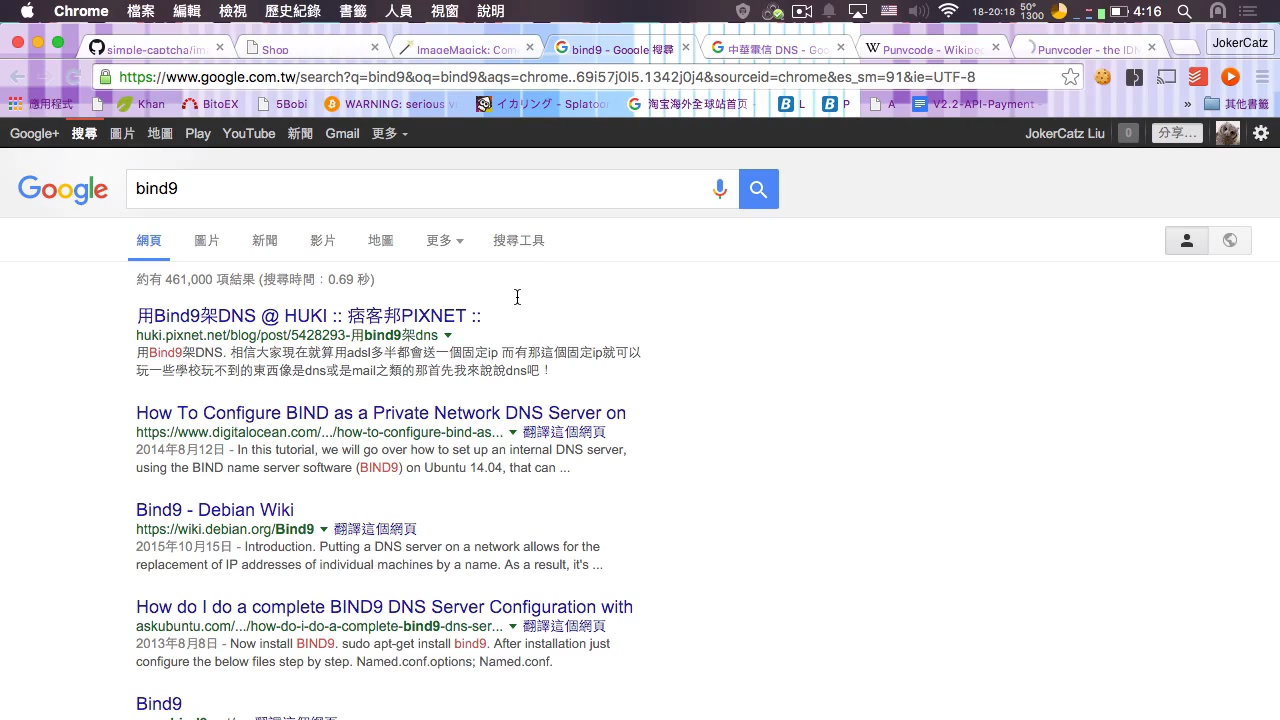 Chrome 檔案 編輯 檢視 歷史紀錄 書籤 人員 視窗 說明 18-20:18 50° 1300 4:16
simple-captcha/im Shop ImageMagick: Com bind9 - Google 搜尋 中華電信 DNS - Goo Punycode - Wikipe Punycoder - the IDN JokerCatz
https://www.google.com.tw/search?q=bind9&oq=bind9&aqs=chrome..69i57j0l5.1342j0j4&sourceid=chrome&es_sm=91&ie=UTF-8
應用程式 Khan BitoEX WARNING: serious v イカリング - Splatoon 淘宝海外全球站首页 L P A V2.2-API-Payment » 其他書籤
Google+ 搜尋 圖片 地圖 Play YouTube 新聞 Gmail 更多 JokerCatz Liu 0 分享...
Google bind9
網頁 圖片 新聞 影片 地圖 更多 搜尋工具
約有 461,000 項結果 (搜尋時間：0.69 秒)
用Bind9架DNS @ HUKI :: 痞客邦PIXNET ::
huki.pixnet.net/blog/post/5428293-用bind9架dns
用Bind9架DNS. 相信大家現在就算用adsl多半都會送一個固定ip 而有那這個固定ip就可以
玩一些學校玩不到的東西像是dns或是mail之類的那首先我來說說dns吧！
How To Configure BIND as a Private Network DNS Server on
https://www.digitalocean.com/.../how-to-configure-bind-as... 翻譯這個網頁
2014年8月12日 - In this tutorial, we will go over how to set up an internal DNS server,
using the BIND name server software (BIND9) on Ubuntu 14.04, that can ...
Bind9 - Debian Wiki
https://wiki.debian.org/Bind9 翻譯這個網頁
2015年10月15日 - Introduction. Putting a DNS server on a network allows for the
replacement of IP addresses of individual machines by a name. As a result, it's ...
How do I do a complete BIND9 DNS Server Configuration with
askubuntu.com/.../how-do-i-do-a-complete-bind9-dns-ser... 翻譯這個網頁
2013年8月8日 - Now install BIND9. sudo apt-get install bind9. After installation just
configure the below files step by step. Named.conf.options; Named.conf.
Bind9